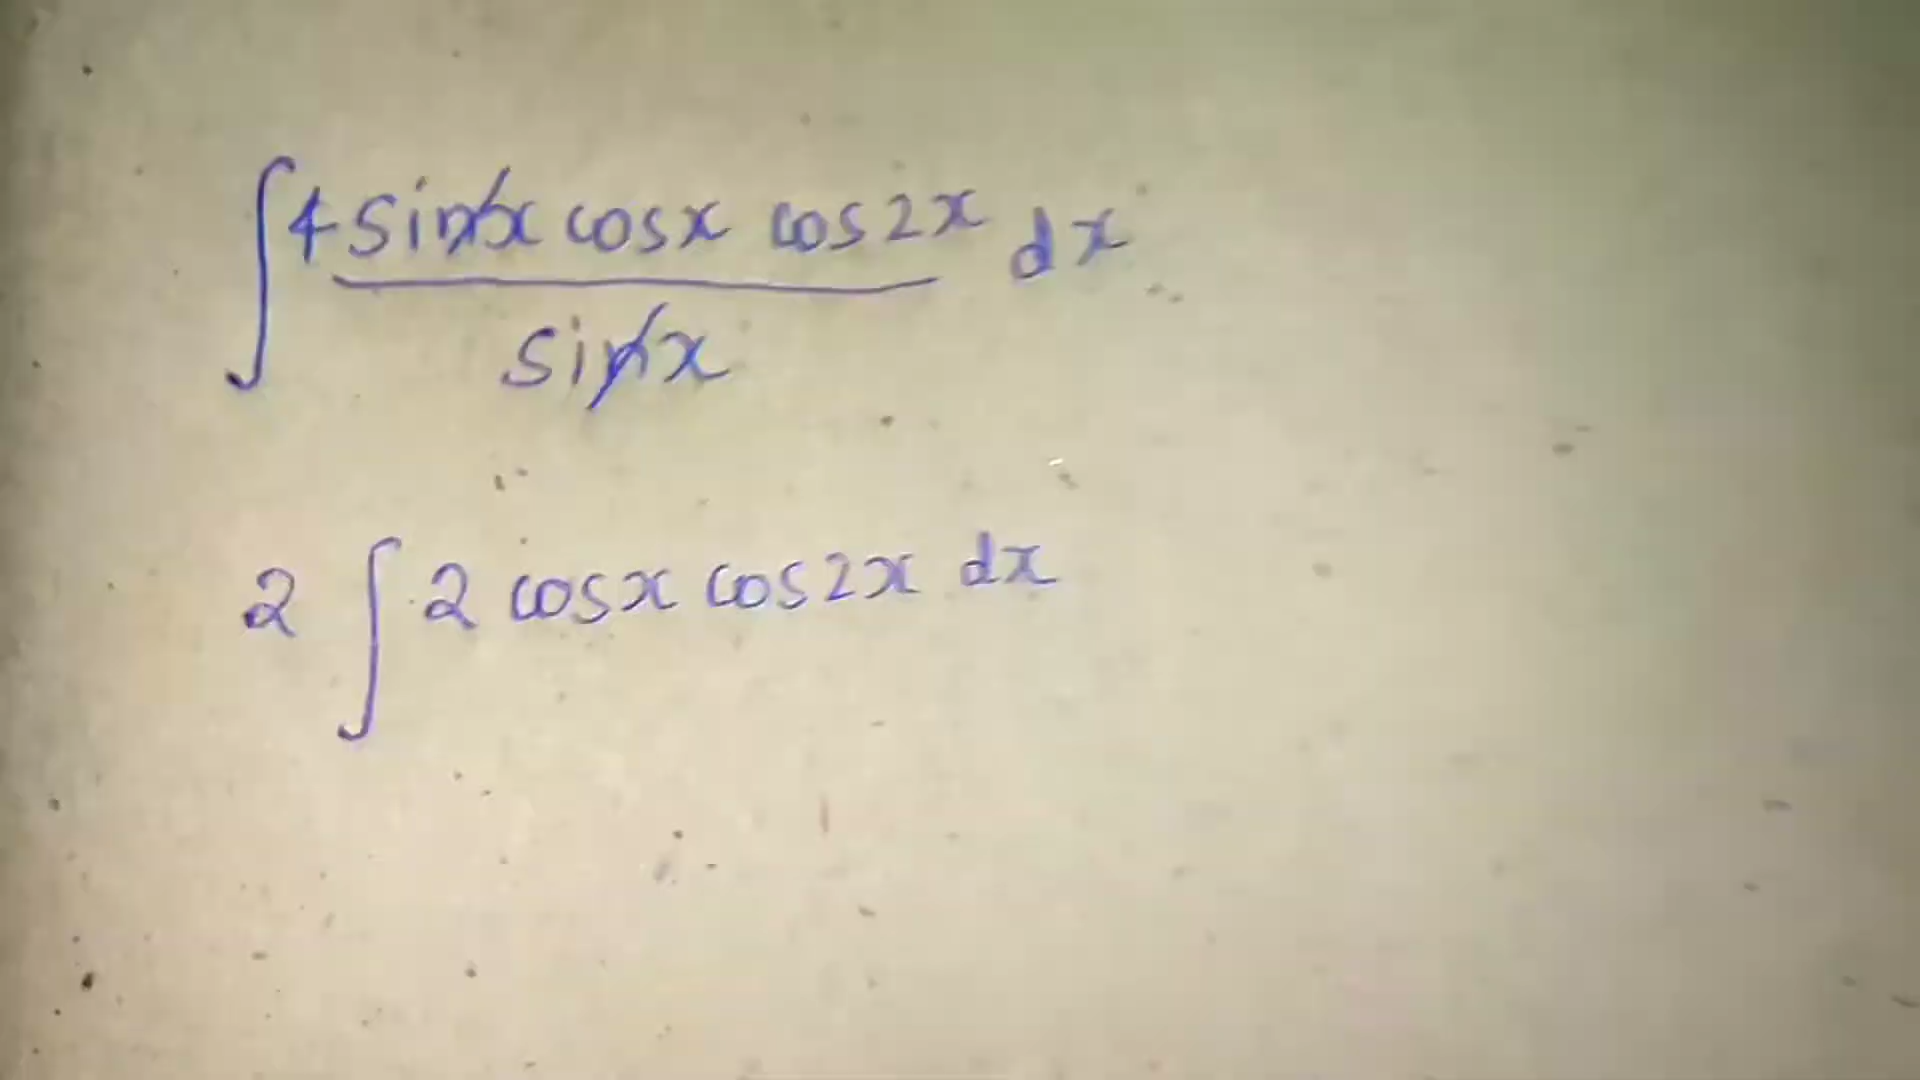 ∫ 4 sinx cosx cos2x dx
sinx
2 ∫ 2 cosx cos2x dx